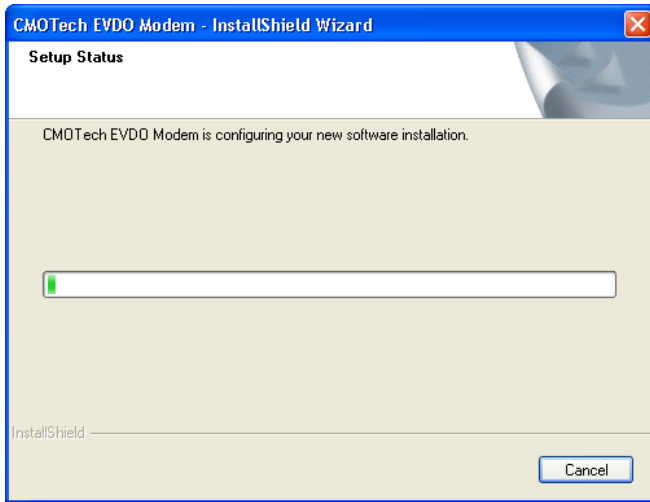 CMOTech EVDO Modem - InstallShield Wizard
Setup Status
CMOTech EVDO Modem is configuring your new software installation.
InstallShield
Cancel